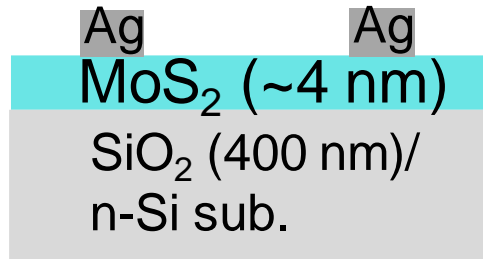 Ag Ag
MoS₂ (~4 nm)
SiO₂ (400 nm)/
n-Si sub.